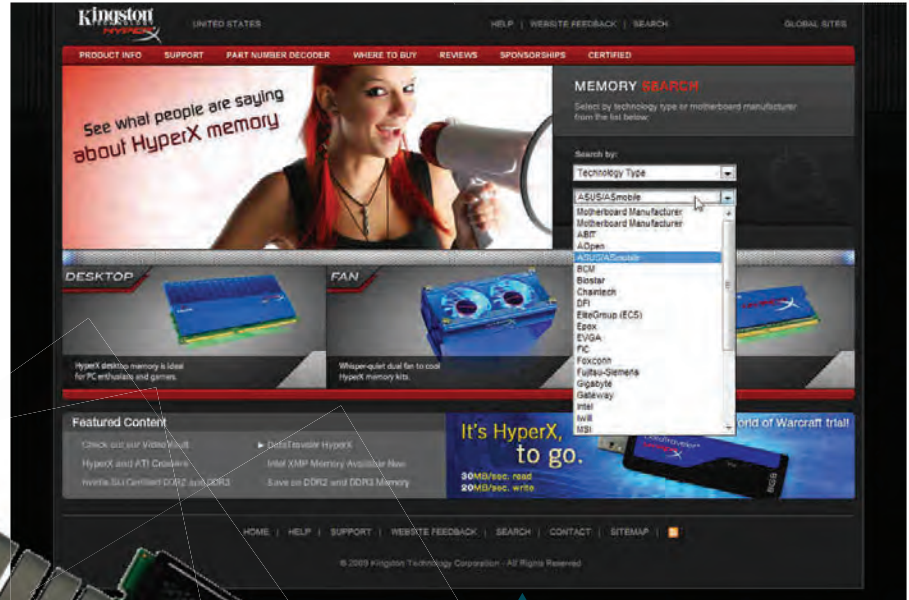 Kingston
TECHNOLOGY
HYPERX
UNITED STATES
HELP | WEBSITE FEEDBACK | SEARCH
GLOBAL SITES
PRODUCT INFO SUPPORT PART NUMBER DECODER WHERE TO BUY REVIEWS SPONSORSHIPS CERTIFIED
See what people are saying
about HyperX memory
MEMORY SEARCH
Select by technology type or motherboard manufacturer
from the list below
Search by:
Technology Type
ASUS/ASmobile
Motherboard Manufacturer
Motherboard Manufacturer
ABIT
AOpen
ASUS/ASmobile
BCM
Biostar
Chaintech
DFI
EliteGroup (ECS)
Epox
EVGA
FIC
Foxconn
Fujitsu-Siemens
Gigabyte
Gateway
Intel
Iwill
MSI
DESKTOP
HyperX desktop memory is ideal
for PC enthusiasts and gamers.
FAN
Whisper-quiet dual fan to cool
HyperX memory kits.
Featured Content
Check out our Video Vault
HyperX and ATI
Nvidia SLI Certified DDR2 and DDR3
► DataTraveler HyperX
Intel XMP Memory Available Now
Save on DDR2 and DDR3 Memory
It's HyperX,
to go.
30MB/sec. read
20MB/sec. write
DataTraveler
8GB
of Warcraft trial!
HOME | HELP | SUPPORT | WEBSITE FEEDBACK | SEARCH | CONTACT | SITEMAP |
© 2009 Kingston Technology Corporation - All Rights Reserved